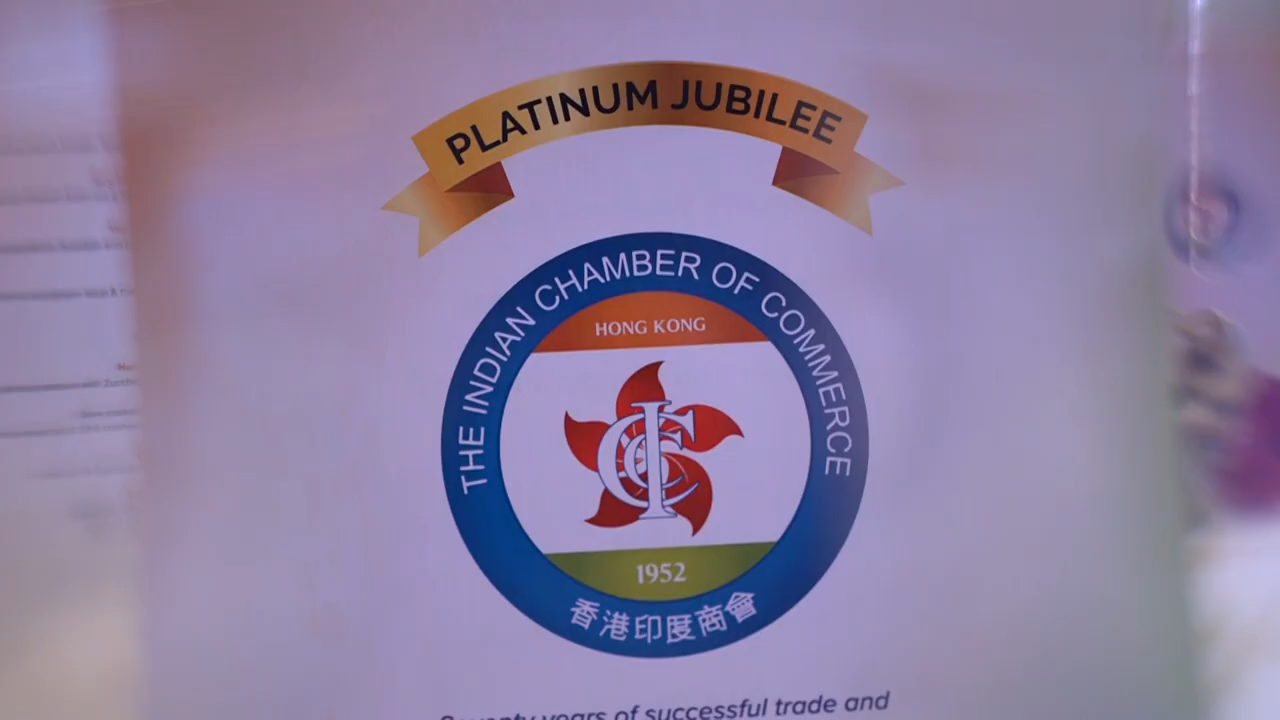 PLATINUM JUBILEE
THE INDIAN CHAMBER OF COMMERCE
HONG KONG
ICC
1952
香港印度商會
Seventy years of successful trade and